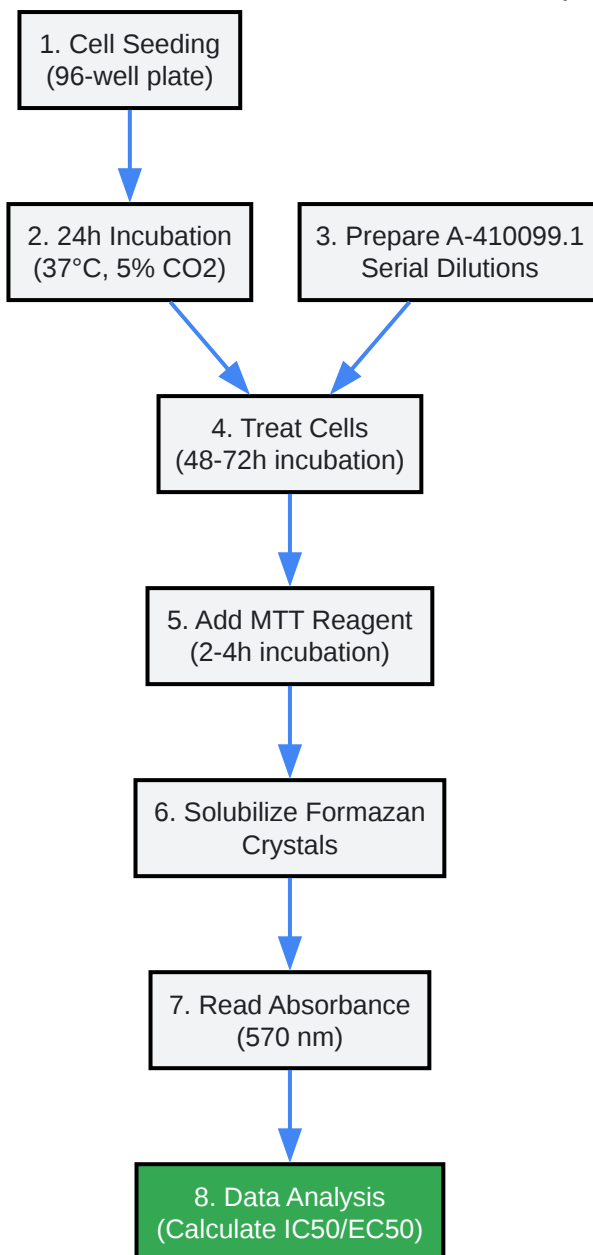 1. Cell Seeding
(96-well plate)
2. 24h Incubation
(37°C, 5% CO2)
3. Prepare A-410099.1
Serial Dilutions
4. Treat Cells
(48-72h incubation)
5. Add MTT Reagent
(2-4h incubation)
6. Solubilize Formazan
Crystals
7. Read Absorbance
(570 nm)
8. Data Analysis
(Calculate IC50/EC50)